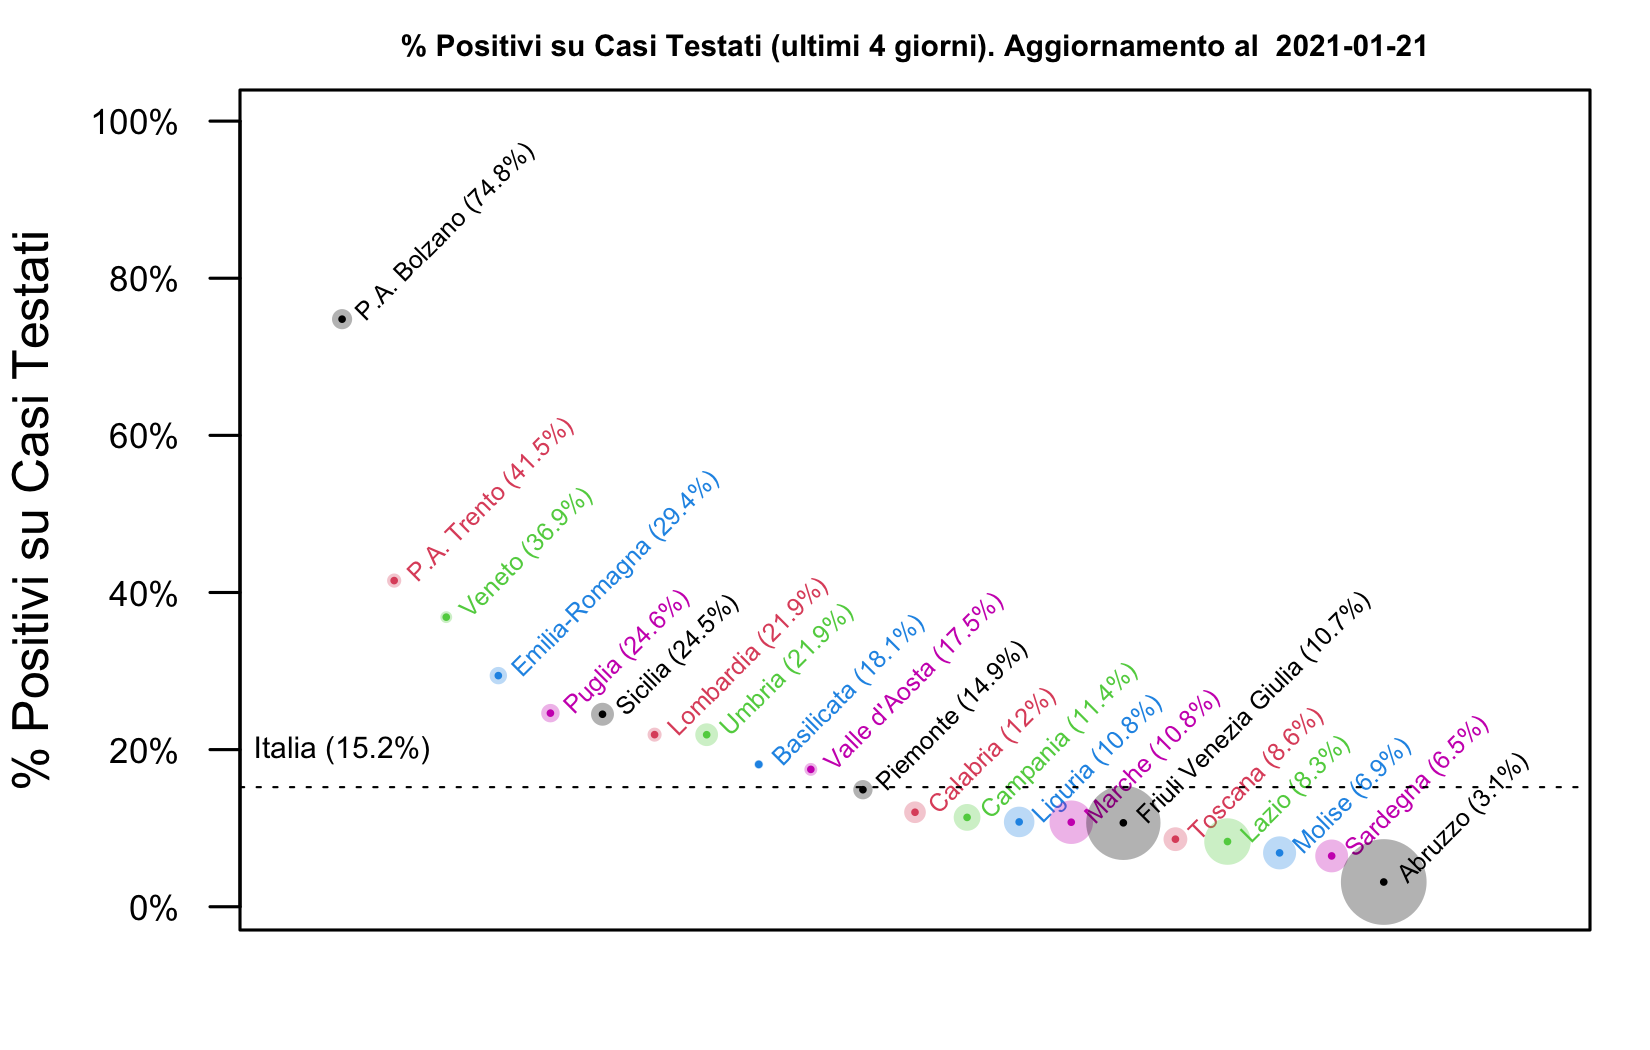 % Positivi su Casi Testati (ultimi 4 giorni). Aggiornamento al  2021-01-21
% Positivi su Casi Testati
100%
80%
60%
40%
20%
0%
Italia (15.2%)
P.A. Bolzano (74.8%)
P.A. Trento (41.5%)
Veneto (36.9%)
Emilia-Romagna (29.4%)
Puglia (24.6%)
Sicilia (24.5%)
Lombardia (21.9%)
Umbria (21.9%)
Basilicata (18.1%)
Valle d'Aosta (17.5%)
Piemonte (14.9%)
Calabria (12%)
Campania (11.4%)
Liguria (10.8%)
Marche (10.8%)
Friuli Venezia Giulia (10.7%)
Toscana (8.6%)
Lazio (8.3%)
Molise (6.9%)
Sardegna (6.5%)
Abruzzo (3.1%)